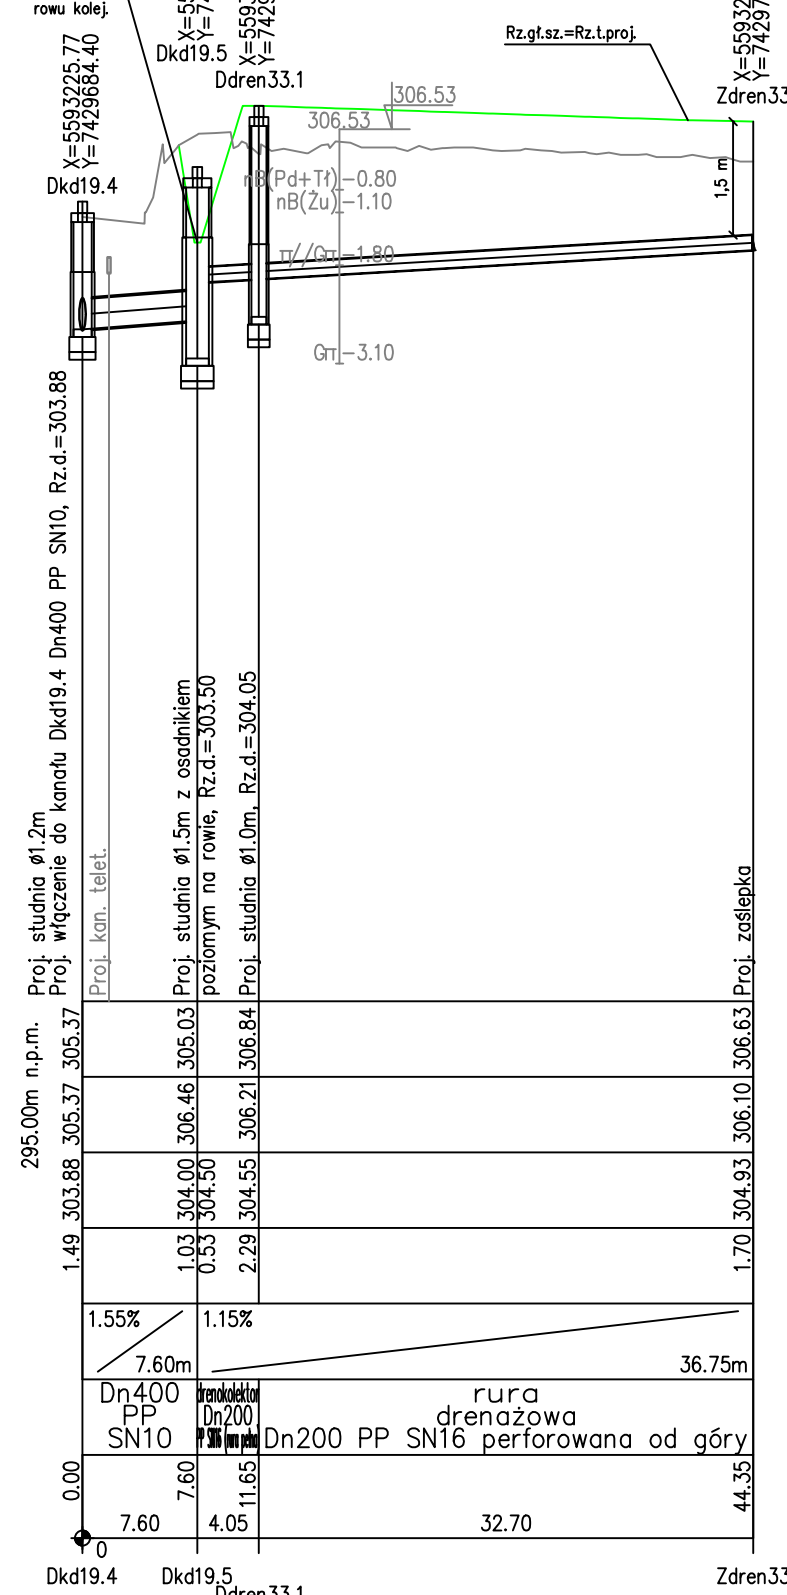 rowu kolej.
X=5593225.77
Y=7429684.40
Dkd19.4
Dkd19.5
Ddren33.1
Rz.gł.sz.=Rz.t.proj.
Zdren33
306.53
306.53
nB(Pd+Tł)-0.80
nB(Żu)-1.10
π//Gπ-1.80
Gπ-3.10
1,5 m
Proj. studnia ø1.2m
Proj. włączenie do kanału Dkd19.4 Dn400 PP SN10, Rz.d.=303.88
Proj. kan. telet.
Proj. studnia ø1.5m z osadnikiem
poziomym na rowie, Rz.d.=303.50
Proj. studnia ø1.0m, Rz.d.=304.05
Proj. zaślepka
295.00m n.p.m.
305.37 305.03 306.84 306.63
305.37 306.46 306.21 306.10
303.88 304.00 304.50 304.55 304.93
1.49 1.03 0.53 2.29 1.70
1.55% 1.15%
7.60m 36.75m
Dn400
PP
SN10
drenokolektor
Dn200
PP SN16 (rura pełna)
rura
drenażowa
Dn200 PP SN16 perforowana od góry
0.00 7.60 11.65 44.35
7.60 4.05 32.70
0
Dkd19.4 Dkd19.5 Zdren33
Ddren33.1